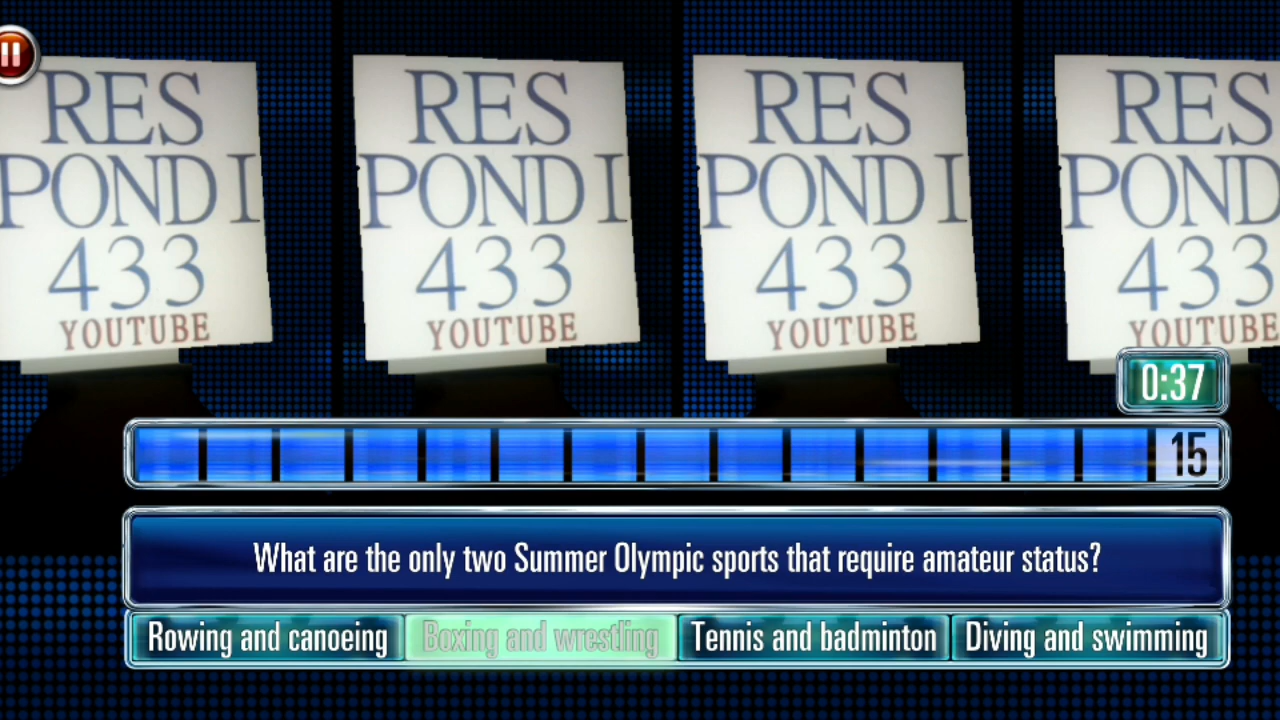 RES
POND I
433
YOUTUBE
RES
POND I
433
YOUTUBE
RES
POND I
433
YOUTUBE
RES
POND
433
YOUTUBE
0:37
15
What are the only two Summer Olympic sports that require amateur status?
Rowing and canoeing
Boxing and wrestling
Tennis and badminton
Diving and swimming